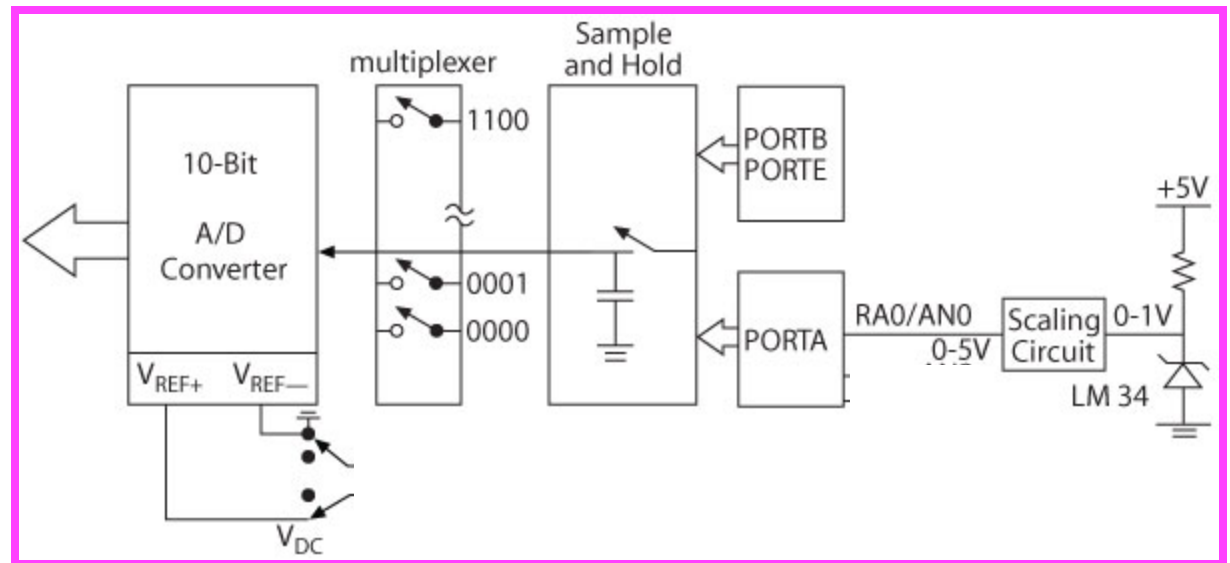 Sample
and Hold
multiplexer
1100
10-Bit
A/D
Converter
PORTB
PORTE
+5V
0001
0000
RA0/AN0
0-5V
Scaling
Circuit
0-1V
PORTA
VREF+
VREF—
LM 34
VDC